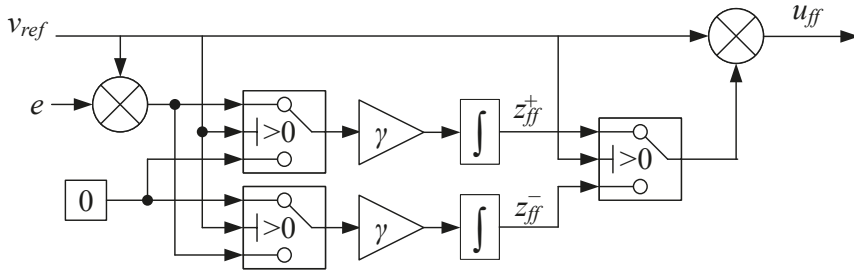 v_ref
u_ff
e
>0
γ
∫
z_ff^+
>0
0
>0
γ
∫
z_ff^-